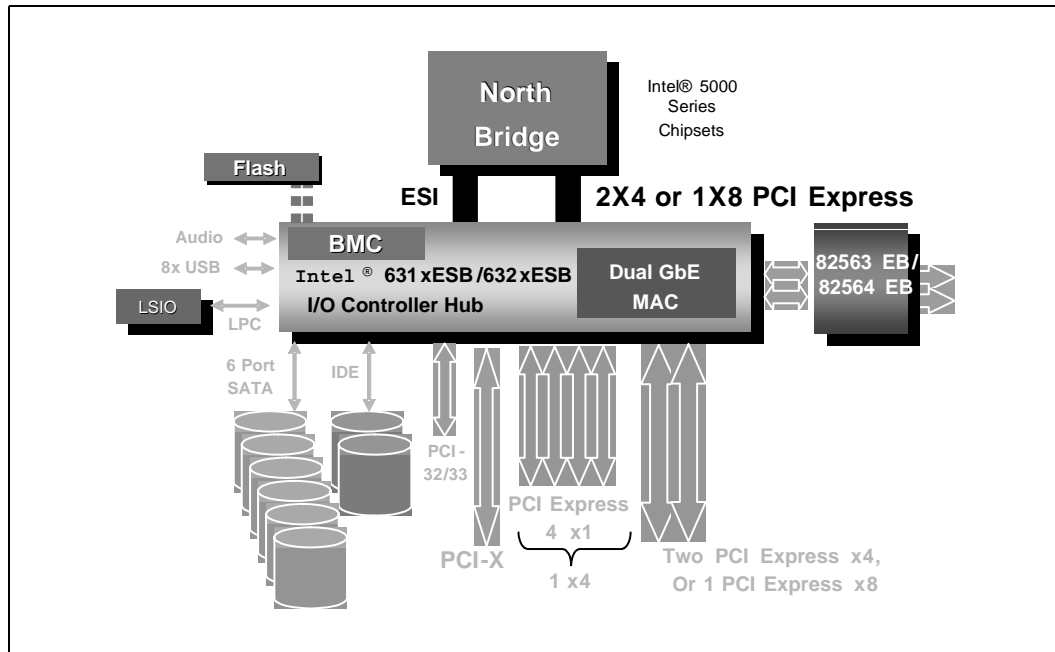 North
Bridge
Intel® 5000
Series
Chipsets
Flash
ESI
2X4 or 1X8 PCI Express
Audio
8x USB
LSIO
LPC
BMC
Intel ® 631xESB/632xESB
I/O Controller Hub
Dual GbE
MAC
82563 EB/
82564 EB
6 Port
SATA
IDE
PCI -
32/33
PCI-X
PCI Express
4 x1
1 x4
Two PCI Express x4,
Or 1 PCI Express x8